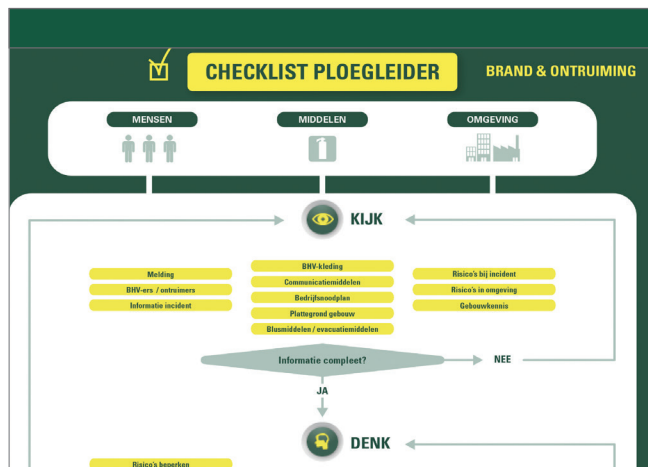 CHECKLIST PLOEGLEIDER
BRAND & ONTRUIMING
MENSEN
MIDDELEN
OMGEVING
KIJK
Melding
BHV-ers / ontruimers
Informatie incident
BHV-kleding
Communicatiemiddelen
Bedrijfsnoodplan
Plattegrond gebouw
Blusmiddelen / evacuatiemiddelen
Risico's bij incident
Risico's in omgeving
Gebouwkennis
Informatie compleet?
NEE
JA
DENK
Risico's beperken